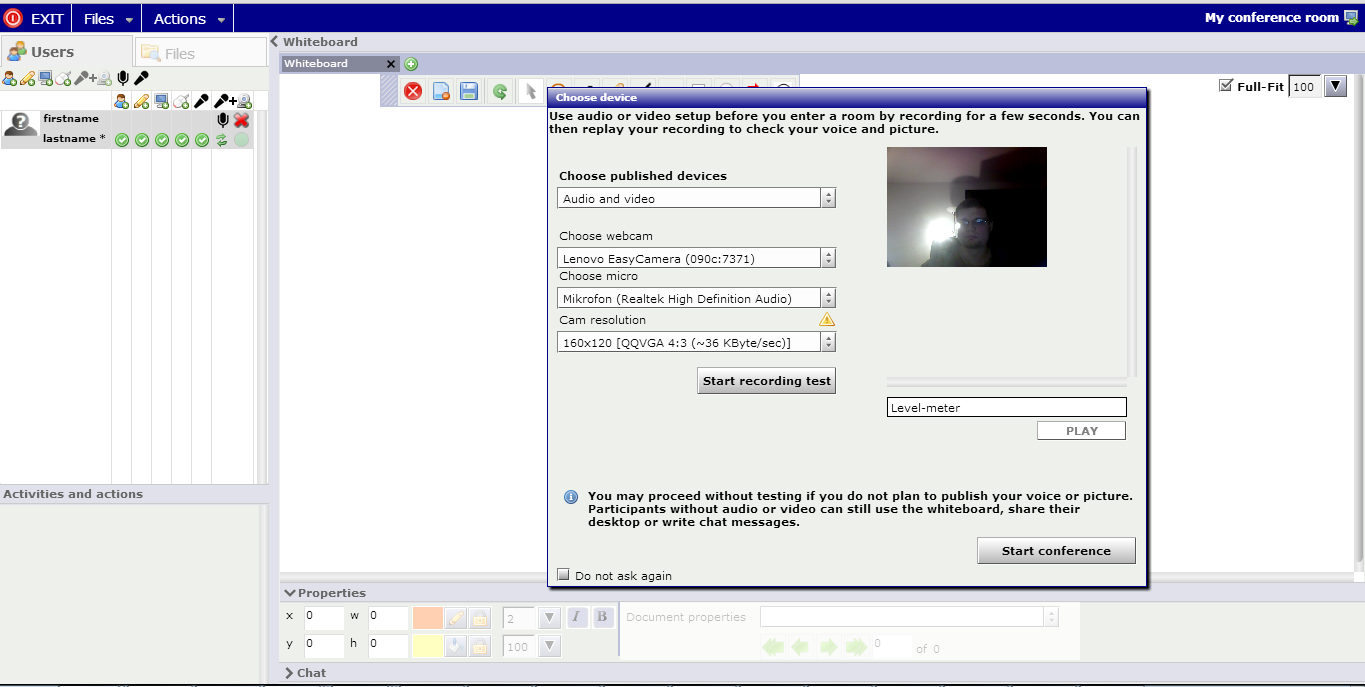 EXIT
Files
Actions
My conference room
Users
Files
firstname
lastname *
Activities and actions
Whiteboard
Whiteboard
Full-Fit
100
Choose device
Use audio or video setup before you enter a room by recording for a few seconds. You can
then replay your recording to check your voice and picture.
Choose published devices
Audio and video
Choose webcam
Lenovo EasyCamera (090c:7371)
Choose micro
Mikrofon (Realtek High Definition Audio)
Cam resolution
160x120 [QQVGA 4:3 (~36 KByte/sec)]
Start recording test
Level-meter
PLAY
You may proceed without testing if you do not plan to publish your voice or picture.
Participants without audio or video can still use the whiteboard, share their
desktop or write chat messages.
Start conference
Do not ask again
Properties
x 0 w 0 2 I B Document properties
y 0 h 0 100 0 of 0
Chat